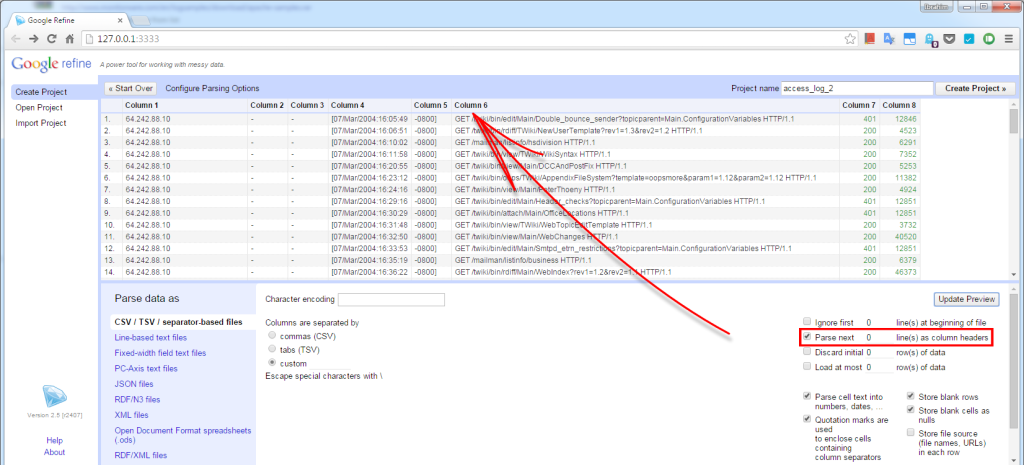 Ibrahim
Google Refine
127.0.0.1:3333
Google refine A power tool for working with messy data.
Create Project
Open Project
Import Project
« Start Over Configure Parsing Options Project name access_log_2 Create Project »
Column 1 Column 2 Column 3 Column 4 Column 5 Column 6 Column 7 Column 8
1. 64.242.88.10 - - [07/Mar/2004:16:05:49 -0800] GET /twiki/bin/edit/Main/Double_bounce_sender?topicparent=Main.ConfigurationVariables HTTP/1.1 401 12846
2. 64.242.88.10 - - [07/Mar/2004:16:06:51 -0800] GET /twiki/bin/rdiff/TWiki/NewUserTemplate?rev1=1.3&rev2=1.2 HTTP/1.1 200 4523
3. 64.242.88.10 - - [07/Mar/2004:16:10:02 -0800] GET /mailman/listinfo/hsdivision HTTP/1.1 200 6291
4. 64.242.88.10 - - [07/Mar/2004:16:11:58 -0800] GET /twiki/bin/view/TWiki/WikiSyntax HTTP/1.1 200 7352
5. 64.242.88.10 - - [07/Mar/2004:16:20:55 -0800] GET /twiki/bin/view/Main/DCCAndPostFix HTTP/1.1 200 5253
6. 64.242.88.10 - - [07/Mar/2004:16:23:12 -0800] GET /twiki/bin/oops/TWiki/AppendixFileSystem?template=oopsmore&param1=1.12&param2=1.12 HTTP/1.1 200 11382
7. 64.242.88.10 - - [07/Mar/2004:16:24:16 -0800] GET /twiki/bin/view/Main/PeterThoeny HTTP/1.1 200 4924
8. 64.242.88.10 - - [07/Mar/2004:16:29:16 -0800] GET /twiki/bin/edit/Main/Header_checks?topicparent=Main.ConfigurationVariables HTTP/1.1 401 12851
9. 64.242.88.10 - - [07/Mar/2004:16:30:29 -0800] GET /twiki/bin/attach/Main/OfficeLocations HTTP/1.1 401 12851
10. 64.242.88.10 - - [07/Mar/2004:16:31:48 -0800] GET /twiki/bin/view/TWiki/WebTopicEditTemplate HTTP/1.1 200 3732
11. 64.242.88.10 - - [07/Mar/2004:16:32:50 -0800] GET /twiki/bin/view/Main/WebChanges HTTP/1.1 200 40520
12. 64.242.88.10 - - [07/Mar/2004:16:33:53 -0800] GET /twiki/bin/edit/Main/Smtpd_etrn_restrictions?topicparent=Main.ConfigurationVariables HTTP/1.1 401 12851
13. 64.242.88.10 - - [07/Mar/2004:16:35:19 -0800] GET /mailman/listinfo/business HTTP/1.1 200 6379
14. 64.242.88.10 - - [07/Mar/2004:16:36:22 -0800] GET /twiki/bin/rdiff/Main/WebIndex?rev1=1.2&rev2=1.1 HTTP/1.1 200 46373
Parse data as
CSV / TSV / separator-based files
Line-based text files
Fixed-width field text files
PC-Axis text files
JSON files
RDF/N3 files
XML files
Open Document Format spreadsheets
(.ods)
RDF/XML files
Version 2.5 [r2407]
Help
About
Character encoding
Update Preview
Columns are separated by
commas (CSV)
tabs (TSV)
custom
Escape special characters with \
Ignore first 0 line(s) at beginning of file
Parse next 0 line(s) as column headers
Discard initial 0 row(s) of data
Load at most 0 row(s) of data
Parse cell text into
numbers, dates, ...
Quotation marks are
used
to enclose cells
containing
column separators
Store blank rows
Store blank cells as
nulls
Store file source
(file names, URLs)
in each row